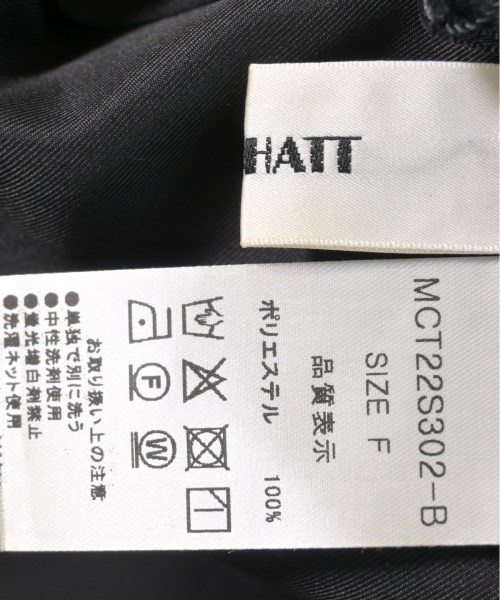 HATT
MCT22S302-B
SIZE F
品質表示
ポリエステル 100%
F
W
お取り扱い上の注意
●単独で別に洗う
●中性洗剤使用
●蛍光増白剤禁止
●洗濯ネット使用